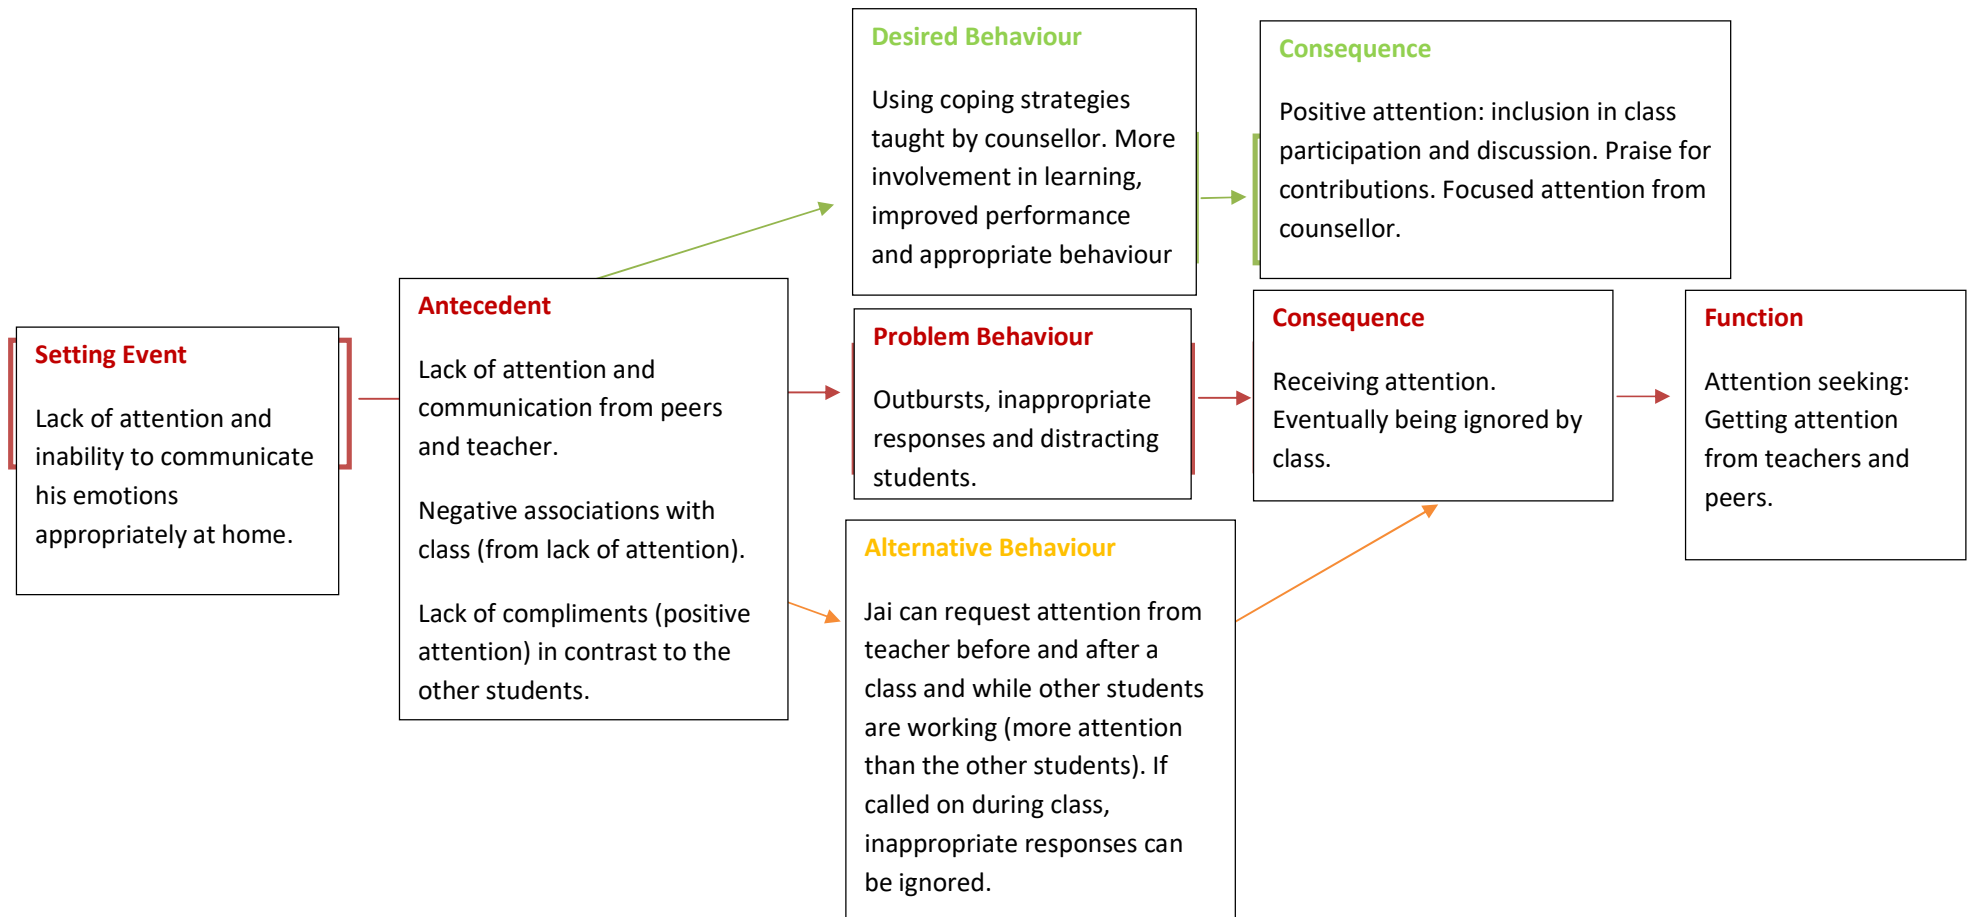 Desired Behaviour
Using coping strategies
taught by counsellor. More
involvement in learning,
improved performance
and appropriate behaviour
Consequence
Positive attention: inclusion in class
participation and discussion. Praise for
contributions. Focused attention from
counsellor.
Setting Event
Lack of attention and
inability to communicate
his emotions
appropriately at home.
Antecedent
Lack of attention and
communication from peers
and teacher.
Negative associations with
class (from lack of attention).
Lack of compliments (positive
attention) in contrast to the
other students.
Problem Behaviour
Outbursts, inappropriate
responses and distracting
students.
Consequence
Receiving attention.
Eventually being ignored by
class.
Function
Attention seeking:
Getting attention
from teachers and
peers.
Alternative Behaviour
Jai can request attention from
teacher before and after a
class and while other students
are working (more attention
than the other students). If
called on during class,
inappropriate responses can
be ignored.